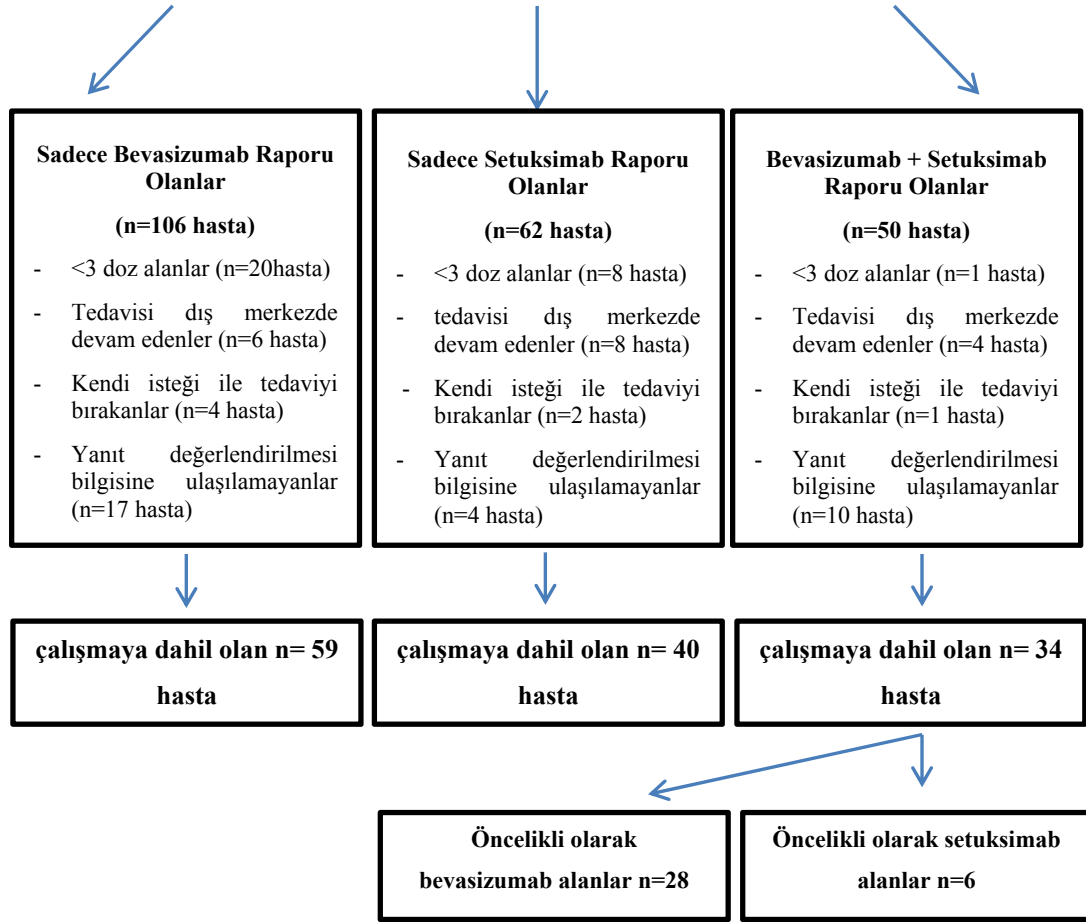 Sadece Bevasizumab Raporu
Olanlar
(n=106 hasta)
- <3 doz alanlar (n=20hasta)
- Tedavisi dış merkezde
devam edenler (n=6 hasta)
- Kendi isteği ile tedaviyi
bırakanlar (n=4 hasta)
- Yanıt değerlendirilmesi
bilgisine ulaşılamayanlar
(n=17 hasta)
Sadece Setuksimab Raporu
Olanlar
(n=62 hasta)
- <3 doz alanlar (n=8 hasta)
- tedavisi dış merkezde
devam edenler (n=8 hasta)
- Kendi isteği ile tedaviyi
bırakanlar (n=2 hasta)
- Yanıt değerlendirilmesi
bilgisine ulaşılamayanlar
(n=4 hasta)
Bevasizumab + Setuksimab
Raporu Olanlar
(n=50 hasta)
- <3 doz alanlar (n=1 hasta)
- Tedavisi dış merkezde
devam edenler (n=4 hasta)
- Kendi isteği ile tedaviyi
bırakanlar (n=1 hasta)
- Yanıt değerlendirilmesi
bilgisine ulaşılamayanlar
(n=10 hasta)
çalışmaya dahil olan n= 59
hasta
çalışmaya dahil olan n= 40
hasta
çalışmaya dahil olan n= 34
hasta
Öncelikli olarak
bevasizumab alanlar n=28
Öncelikli olarak setuksimab
alanlar n=6